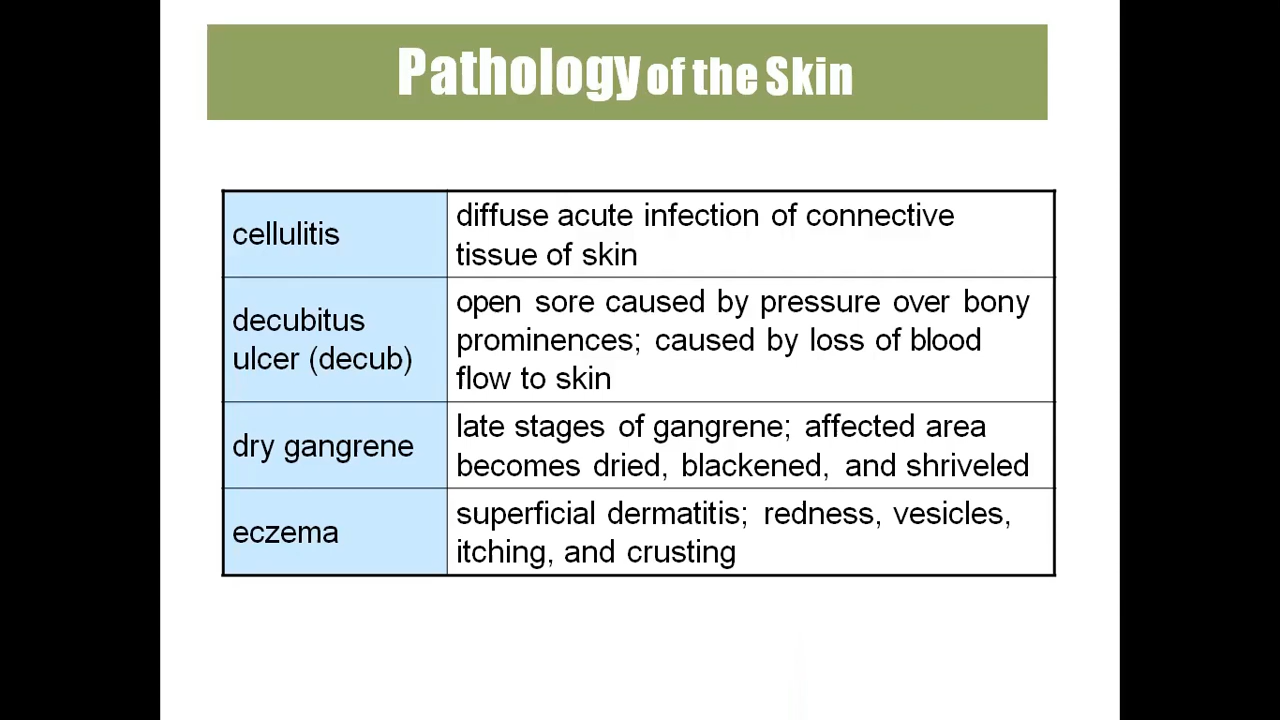 Pathology of the Skin
cellulitis
diffuse acute infection of connective
tissue of skin
decubitus
ulcer (decub)
open sore caused by pressure over bony
prominences; caused by loss of blood
flow to skin
dry gangrene
late stages of gangrene; affected area
becomes dried, blackened, and shriveled
eczema
superficial dermatitis; redness, vesicles,
itching, and crusting